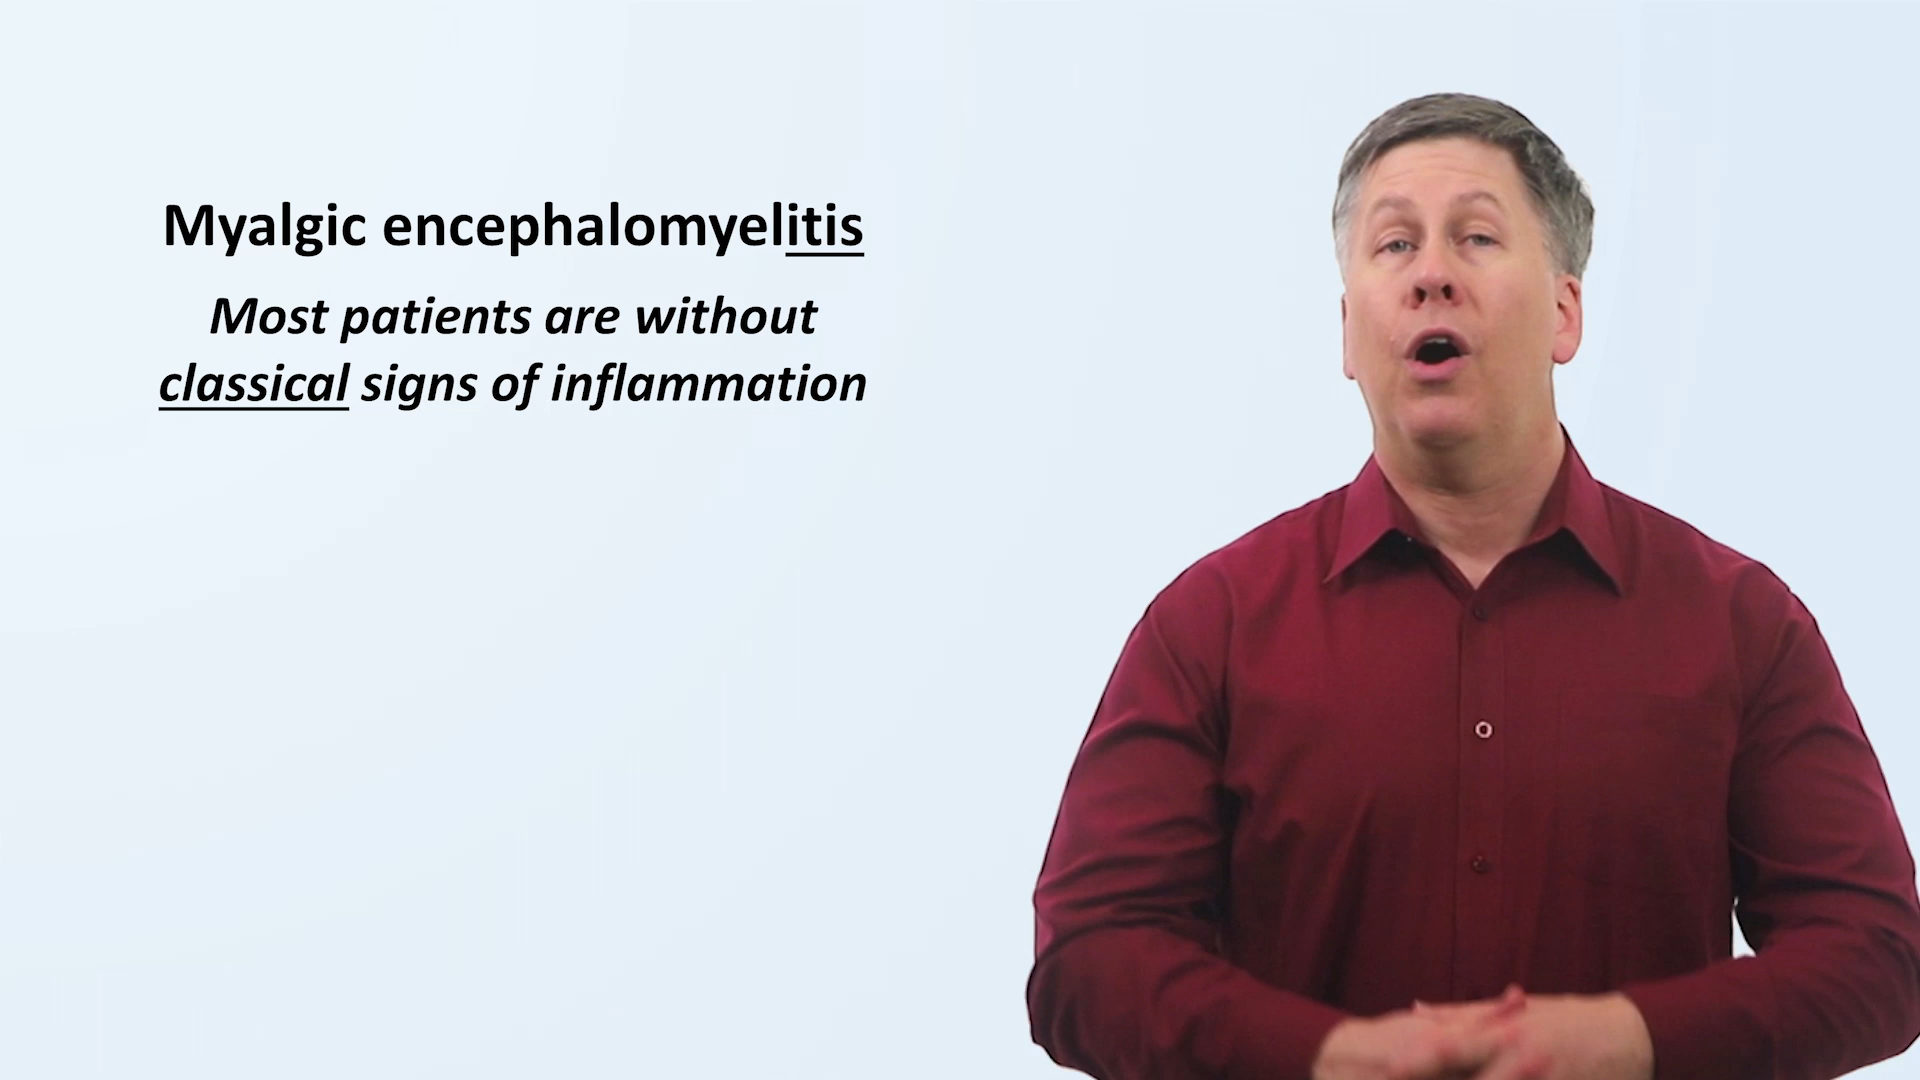 Myalgic encephalomyelitis
Most patients are without
classical signs of inflammation